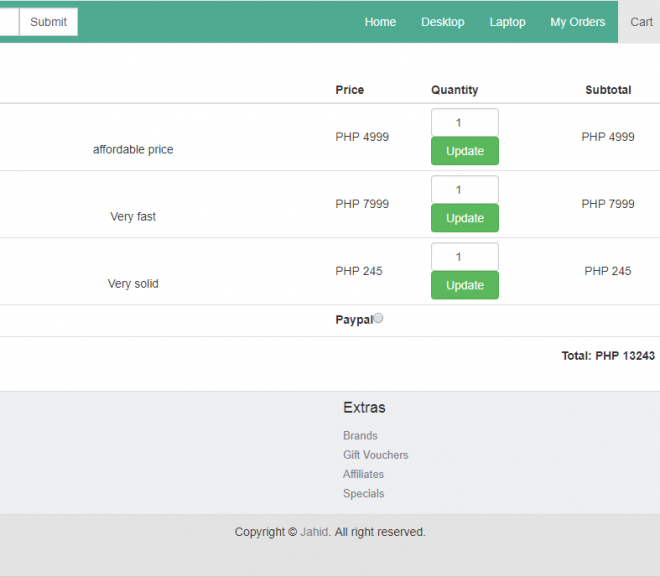 Submit Home Desktop Laptop My Orders Cart
Price Quantity Subtotal
1
PHP 4999 PHP 4999
affordable price Update
1
PHP 7999 PHP 7999
Very fast Update
1
PHP 245 PHP 245
Very solid Update
Paypal
Total: PHP 13243
Extras
Brands
Gift Vouchers
Affiliates
Specials
Copyright © Jahid. All right reserved.